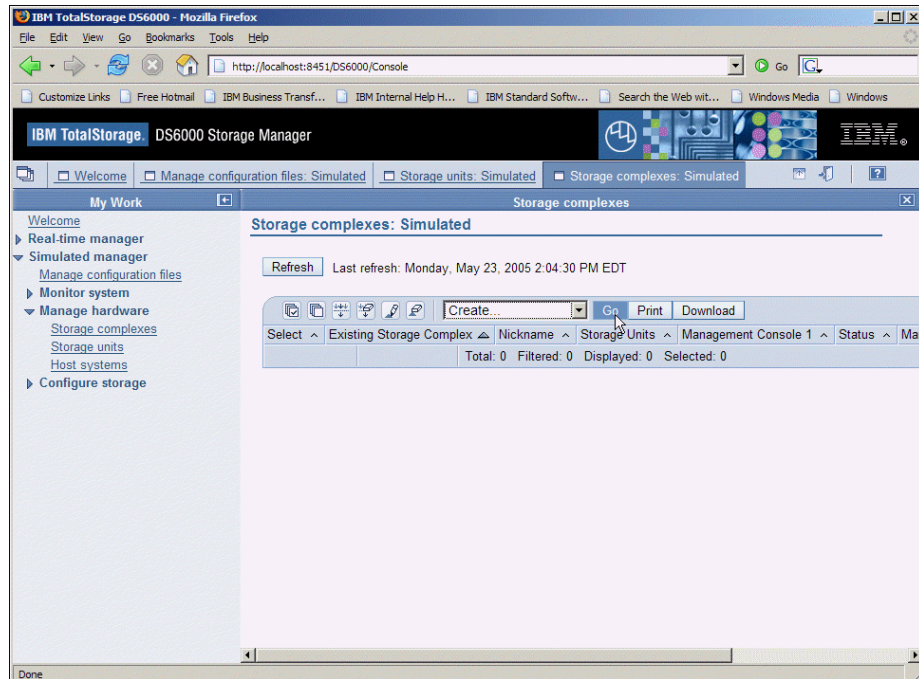 IBM TotalStorage DS6000 - Mozilla Firefox
File Edit View Go Bookmarks Tools Help
http://localhost:8451/DS6000/Console
Go
G
Customize Links Free Hotmail IBM Business Transf... IBM Internal Help H... IBM Standard Softw... Search the Web wit... Windows Media Windows
IBM TotalStorage. DS6000 Storage Manager IBM
Welcome Manage configuration files: Simulated Storage units: Simulated Storage complexes: Simulated ?
My Work
Storage complexes
Welcome
Real-time manager
Simulated manager
Manage configuration files
Monitor system
Manage hardware
Storage complexes
Storage units
Host systems
Configure storage
Storage complexes: Simulated
Refresh Last refresh: Monday, May 23, 2005 2:04:30 PM EDT
Create... Go Print Download
Select Existing Storage Complex Nickname Storage Units Management Console 1 Status Ma
Total: 0 Filtered: 0 Displayed: 0 Selected: 0
Done